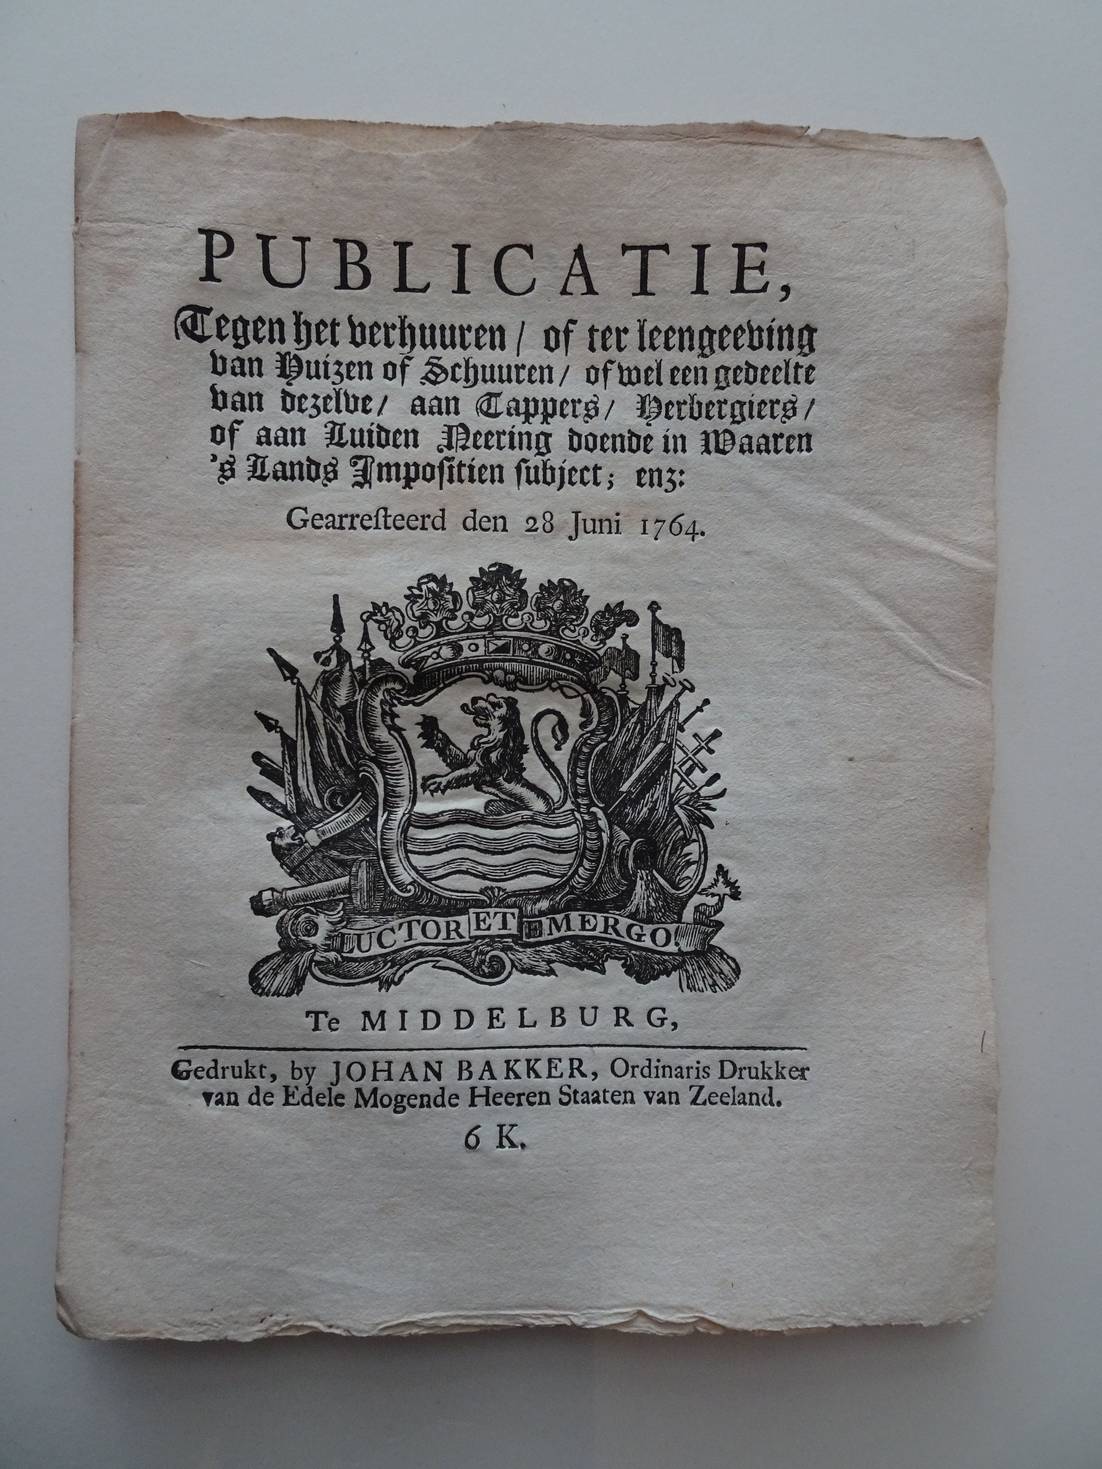 PUBLICATIE,
Tegen het verhuuren / of ter leengeeving
van Huizen of Schuuren / of wel een gedeelte
van dezelve / aan Tappers / Herbergiers /
of aan Luiden Neering doende in Waaren
's Lands Impoſitien ſubject; enz:
Gearreſteerd den 28 Juni 1764.
LUCTOR ET EMERGO.
Te MIDDELBURG,
Gedrukt, by JOHAN BAKKER, Ordinaris Drukker
van de Edele Mogende Heeren Staaten van Zeeland.
6 K.